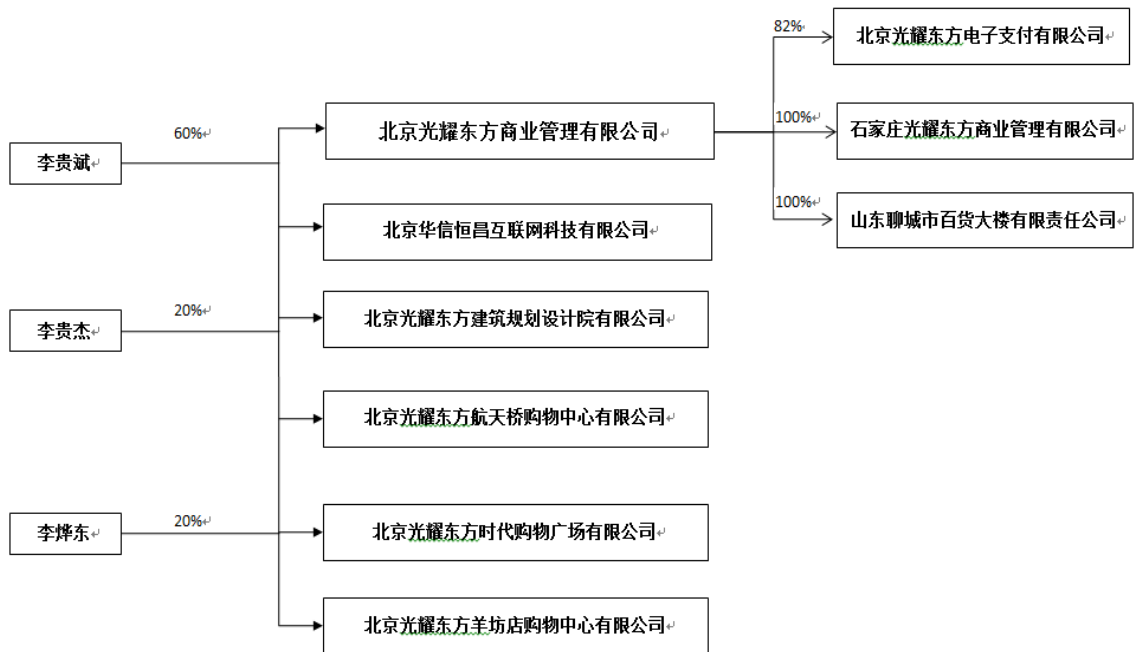 82%
北京光耀东方电子支付有限公司
60%
北京光耀东方商业管理有限公司
100%
石家庄光耀东方商业管理有限公司
李贵斌
100%
山东聊城市百货大楼有限责任公司
北京华信恒昌互联网科技有限公司
20%
李贵杰
北京光耀东方建筑规划设计院有限公司
北京光耀东方航天桥购物中心有限公司
20%
李烨东
北京光耀东方时代购物广场有限公司
北京光耀东方羊坊店购物中心有限公司